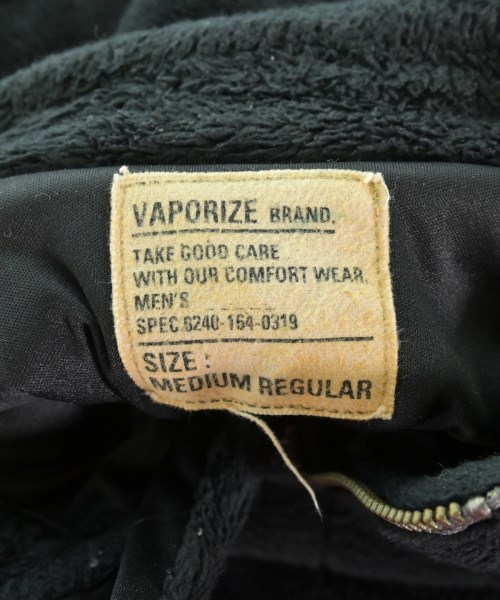 VAPORIZE BRAND.
TAKE GOOD CARE
WITH OUR COMFORT WEAR.
MEN'S
SPEC.8240-164-0319
SIZE :
MEDIUM REGULAR